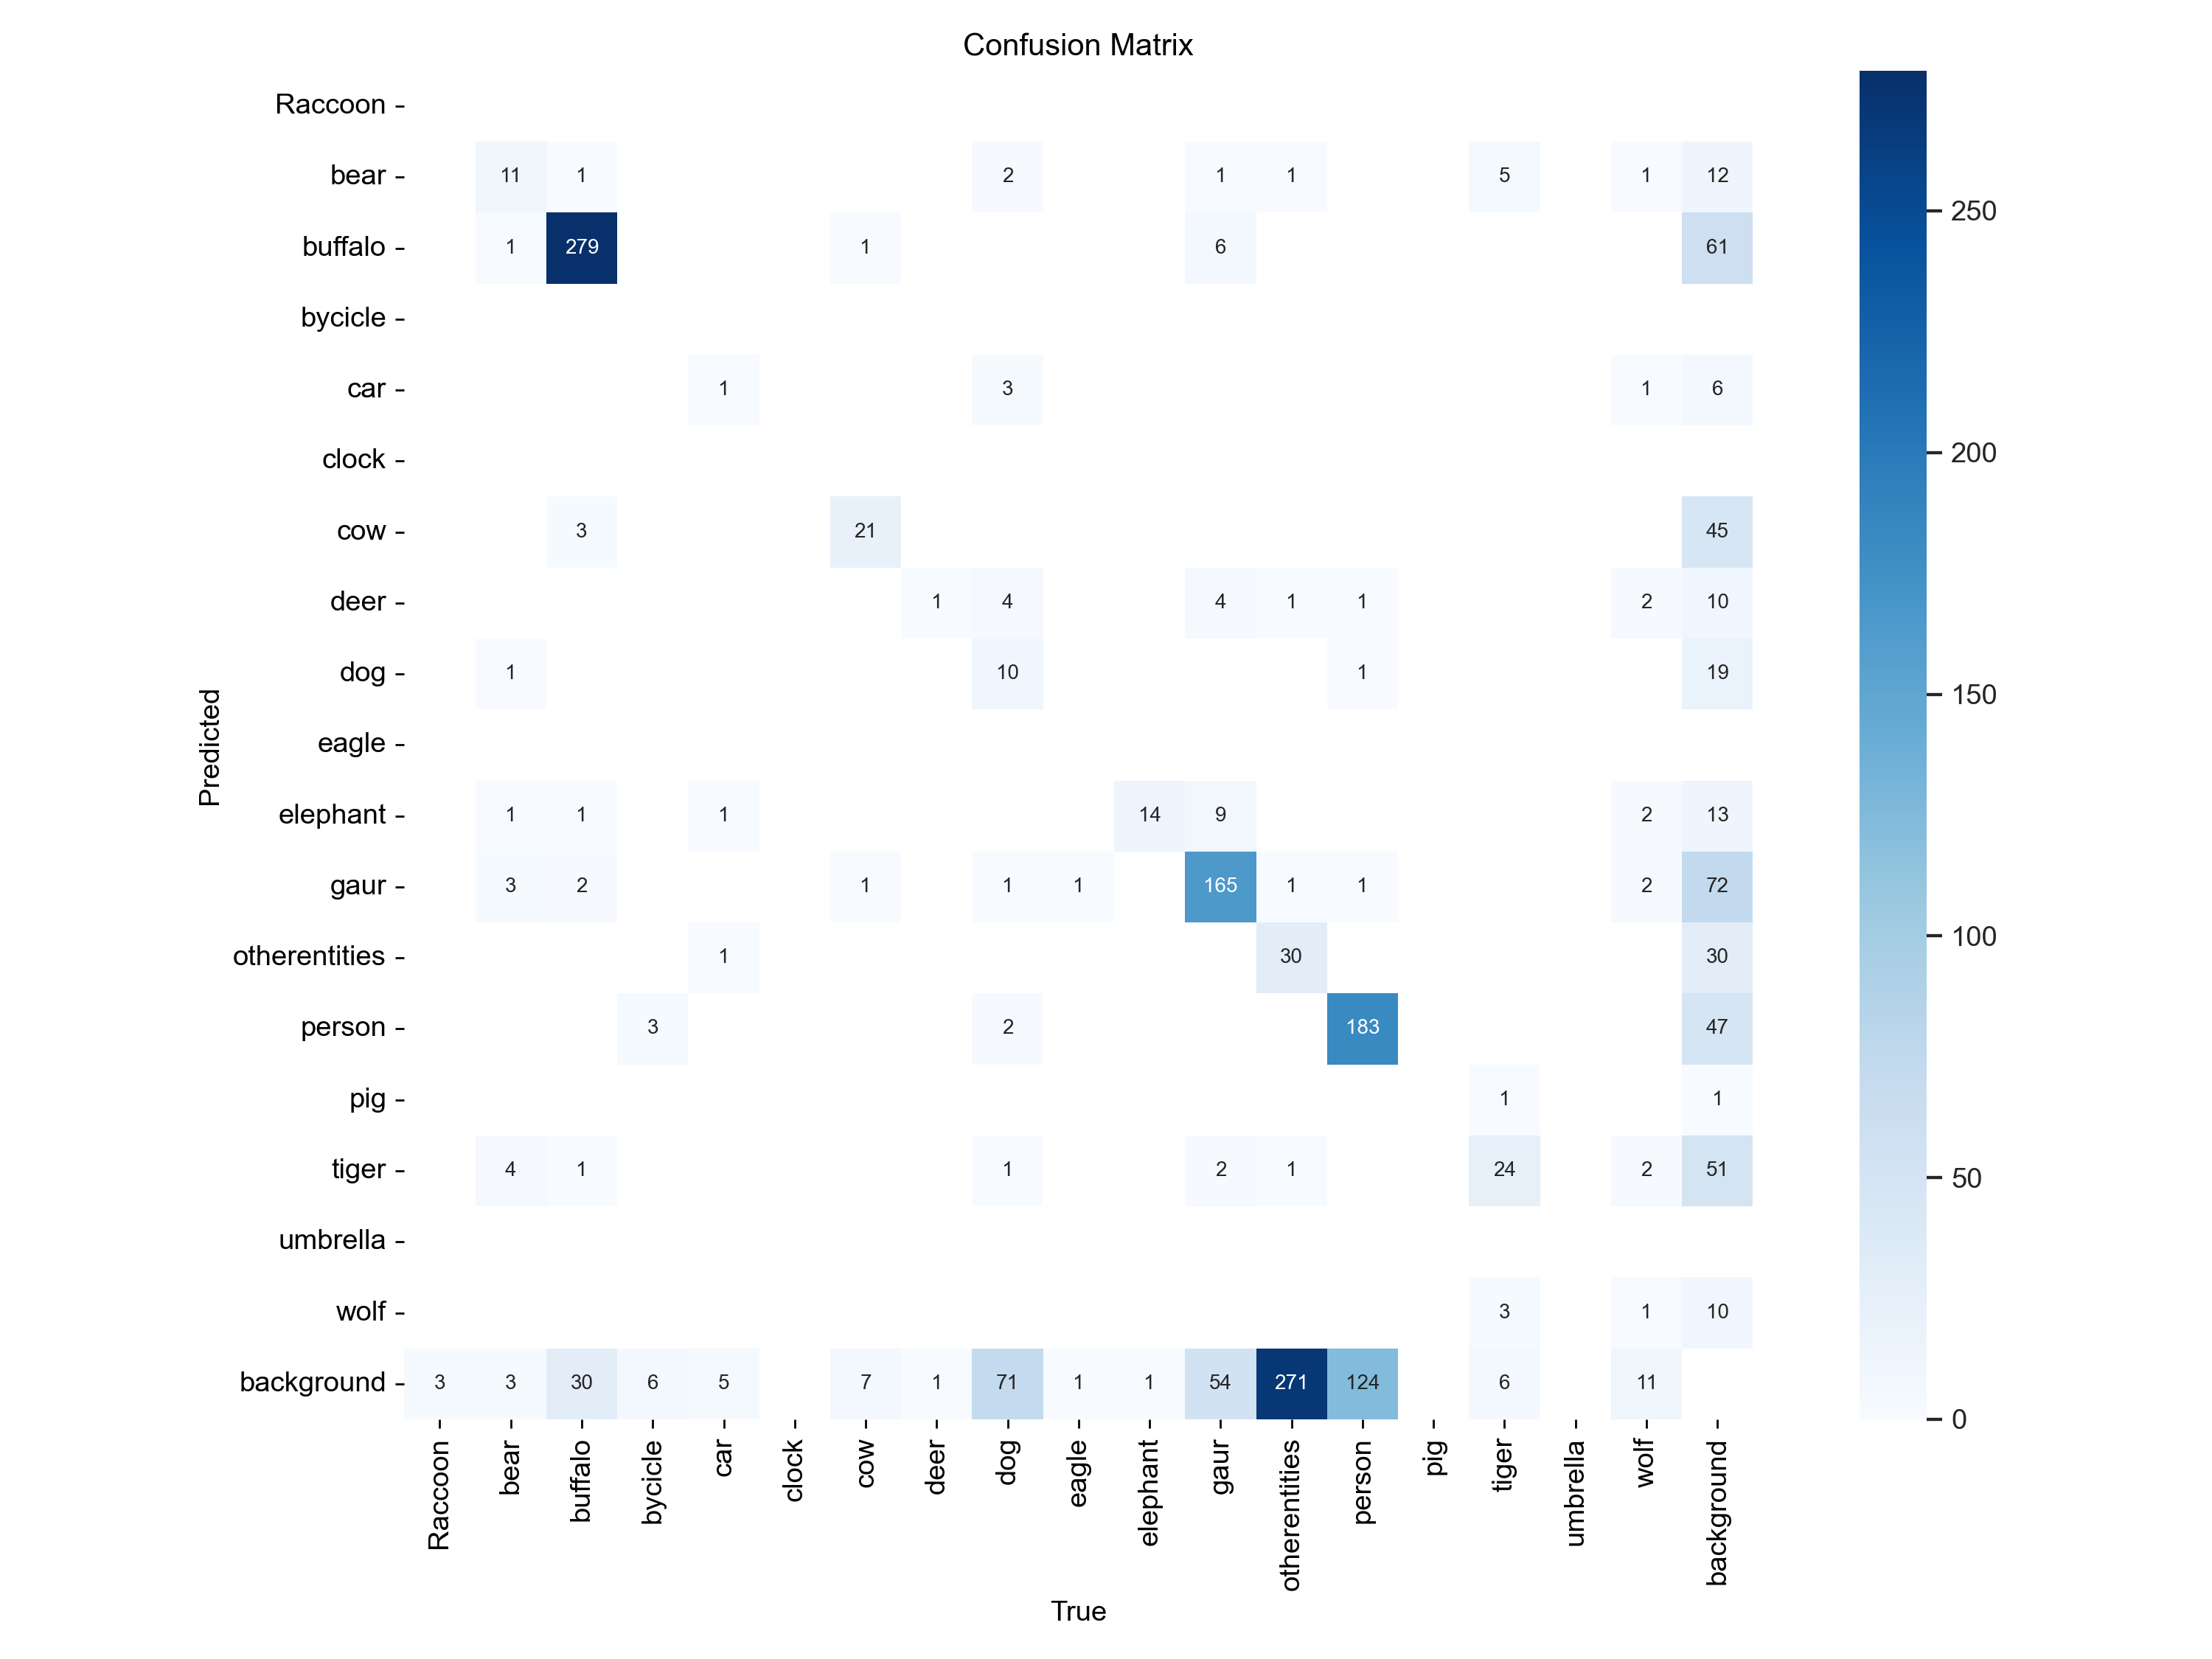 Confusion Matrix
Raccoon
bear 11 1 2 1 1 5 1 12
buffalo 1 279 1 6 61
bycicle
car 1 3 1 6
clock
cow 3 21 45
deer 1 4 4 1 1 2 10
dog 1 10 1 19
eagle
elephant 1 1 1 14 9 2 13
gaur 3 2 1 1 1 165 1 1 2 72
otherentities 1 30 30
person 3 2 183 47
pig 1 1
tiger 4 1 1 2 1 24 2 51
umbrella
wolf 3 1 10
background 3 3 30 6 5 7 1 71 1 1 54 271 124 6 11
Predicted
Raccoon bear buffalo bycicle car clock cow deer dog eagle elephant gaur otherentities person pig tiger umbrella wolf background
True
250
200
150
100
50
0